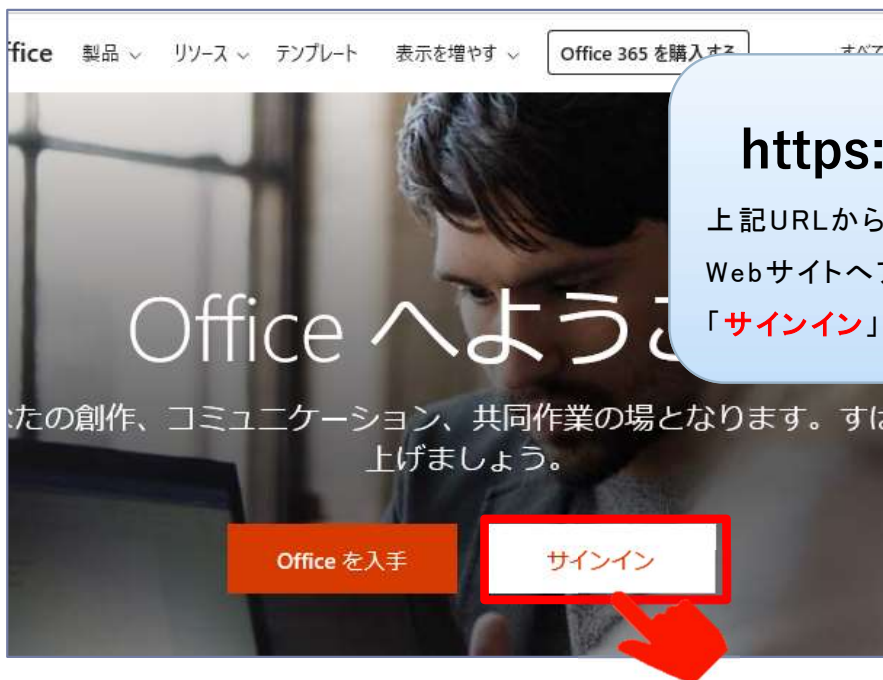 ffice 製品 リソース テンプレート 表示を増やす Office 365 を購入する すべて
https:
上記URLから
Webサイトへ
「サインイン」
Office へようこ
たの創作、コミュニケーション、共同作業の場となります。すば
上げましょう。
Office を入手 サインイン